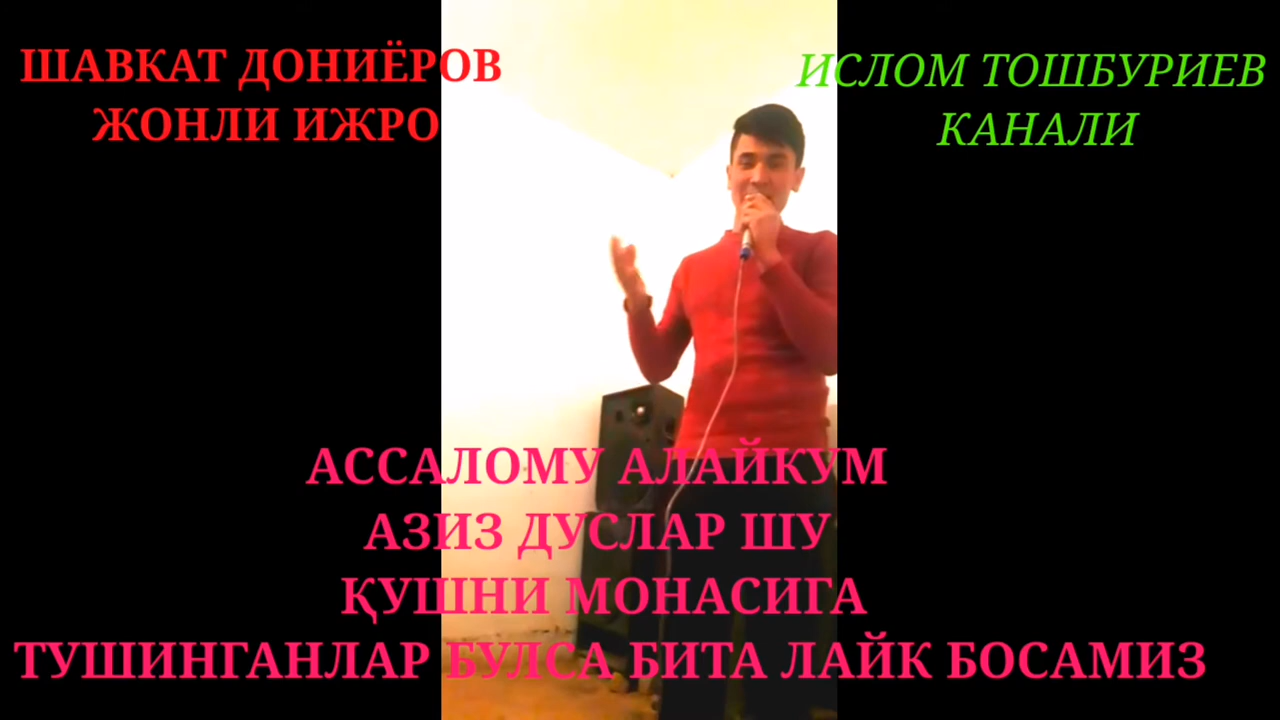 ШАВКАТ ДОНИЁРОВ
ЖОНЛИ ИЖРО
ИСЛОМ ТОШБУРИЕВ
КАНАЛИ
АССАЛОМУ АЛАЙКУМ
АЗИЗ ДУСЛАР ШУ
ҚУШНИ МОНАСИГА
ТУШИНГАНЛАР БУЛСА БИТА ЛАЙК БОСАМИЗ